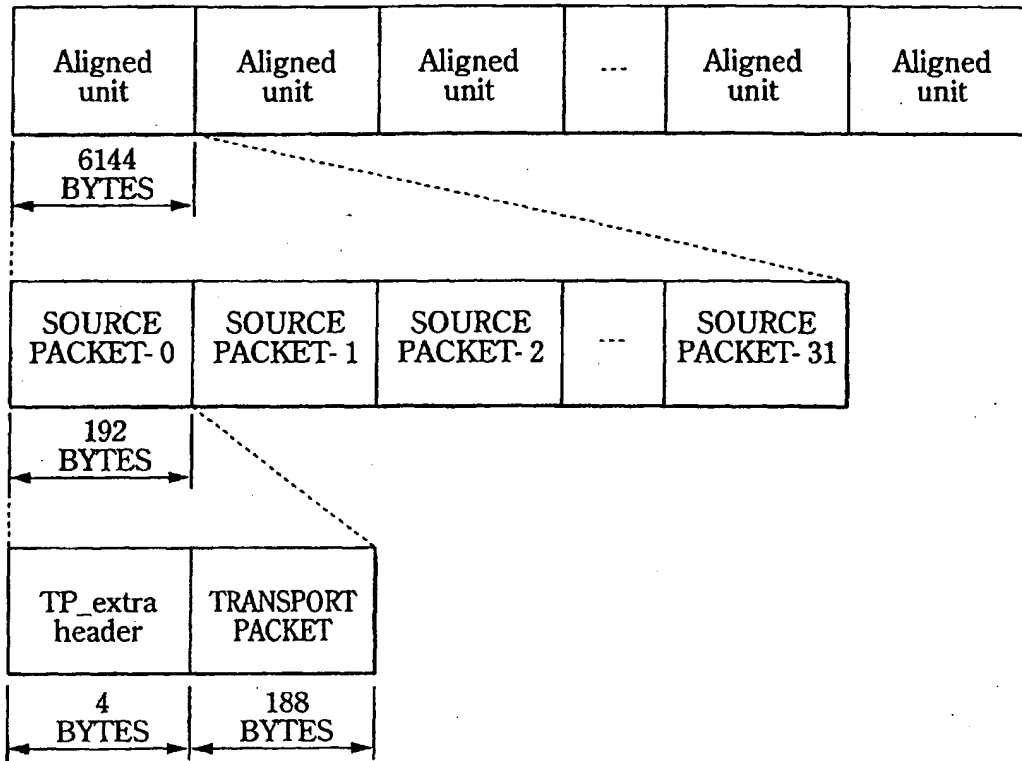 Aligned unit
Aligned unit
Aligned unit
---
Aligned unit
Aligned unit
6144 BYTES
SOURCE PACKET-0
SOURCE PACKET-1
SOURCE PACKET-2
---
SOURCE PACKET-31
192 BYTES
TP_extra header
TRANSPORT PACKET
4 BYTES
188 BYTES